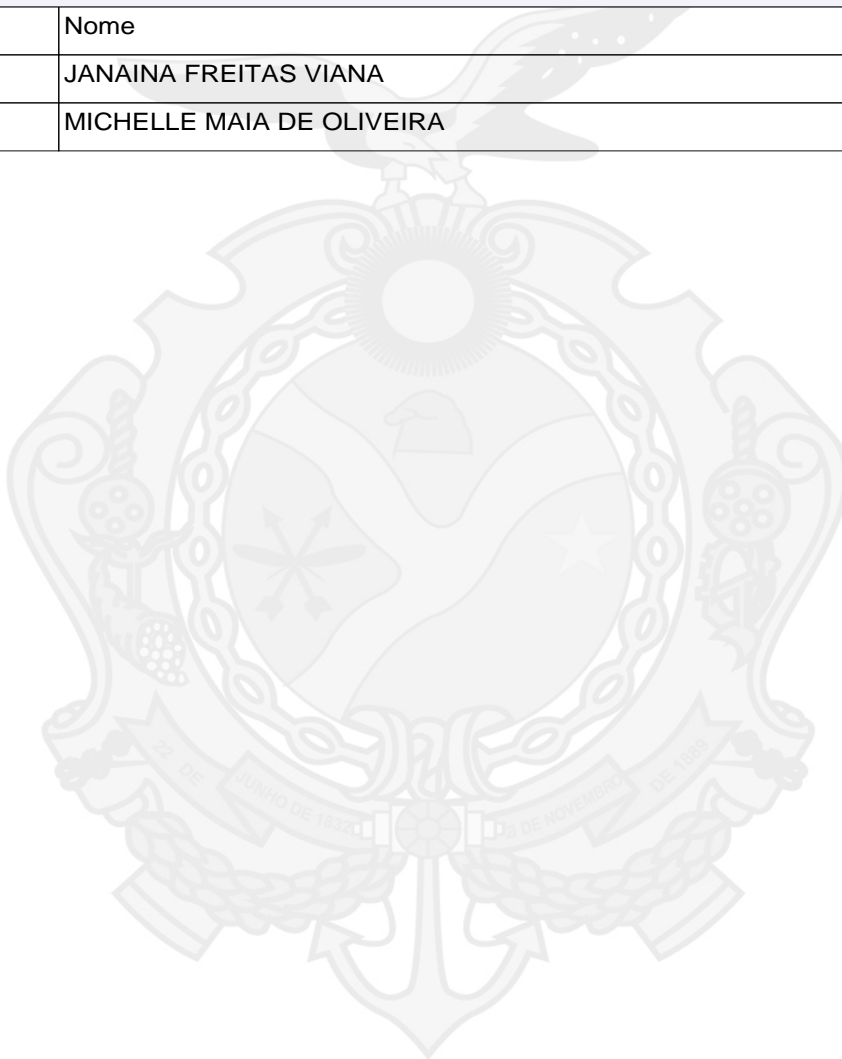 Nome
JANAINA FREITAS VIANA
MICHELLE MAIA DE OLIVEIRA
22 DE
JUNHO DE 1832
DE NOVEMBRO
DE 1889